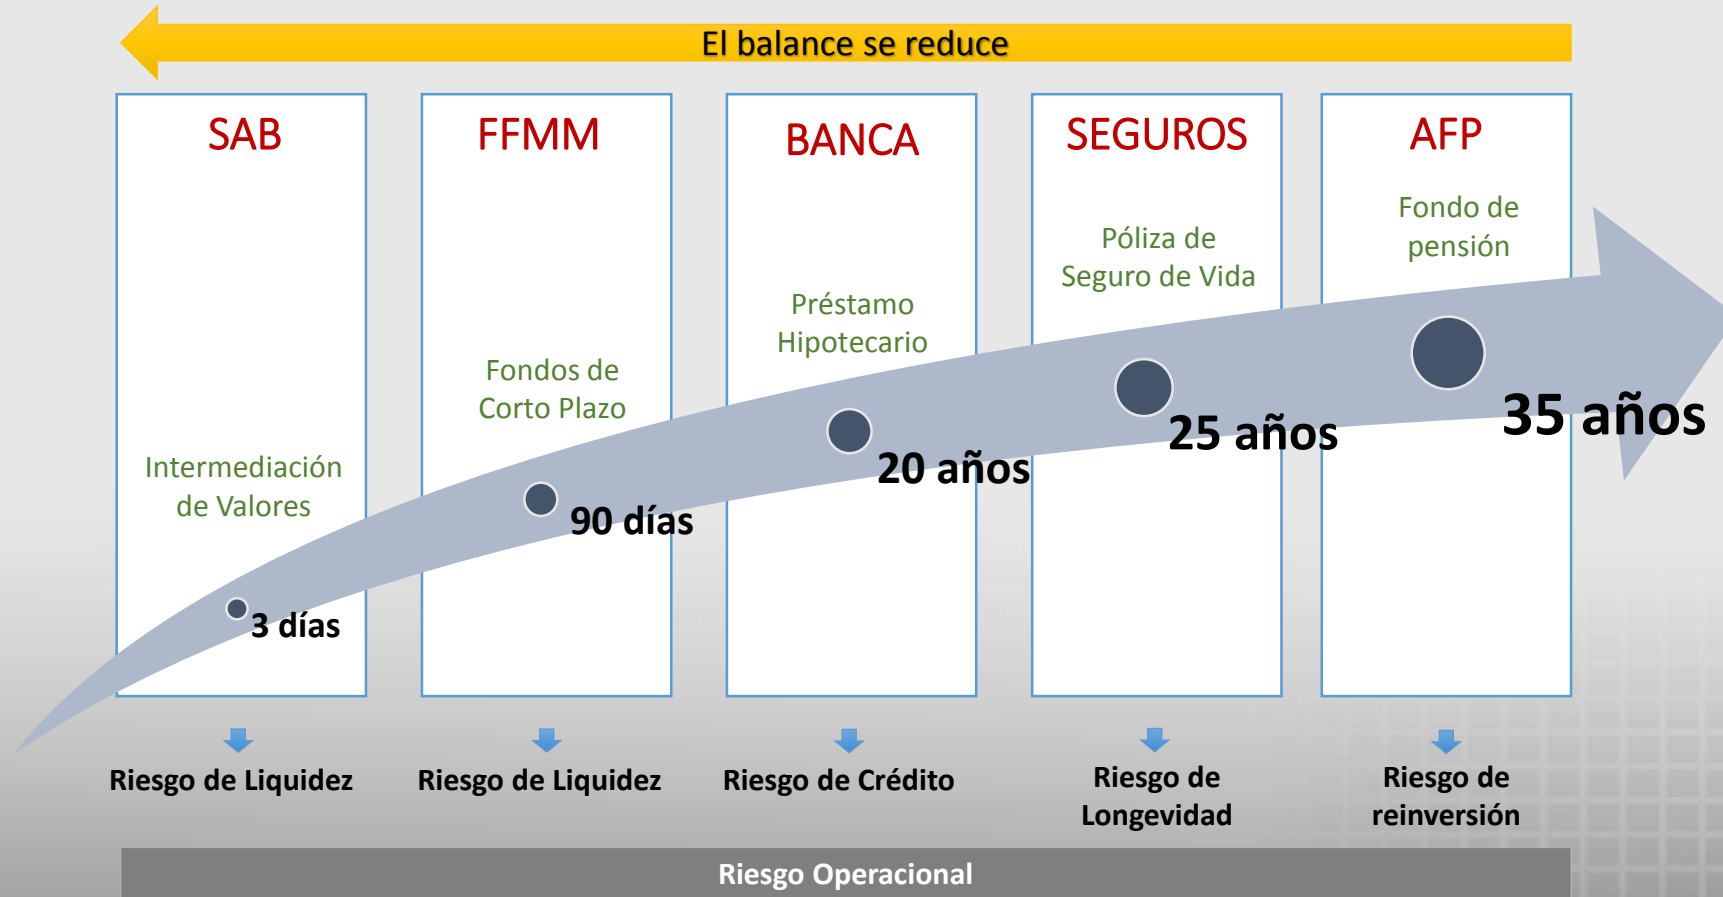 El balance se reduce
SAB
Intermediación
de Valores
3 días
Riesgo de Liquidez
FFMM
Fondos de
Corto Plazo
90 días
Riesgo de Liquidez
BANCA
Préstamo
Hipotecario
20 años
Riesgo de Crédito
SEGUROS
Póliza de
Seguro de Vida
25 años
Riesgo de
Longevidad
AFP
Fondo de
pensión
35 años
Riesgo de
reinversión
Riesgo Operacional